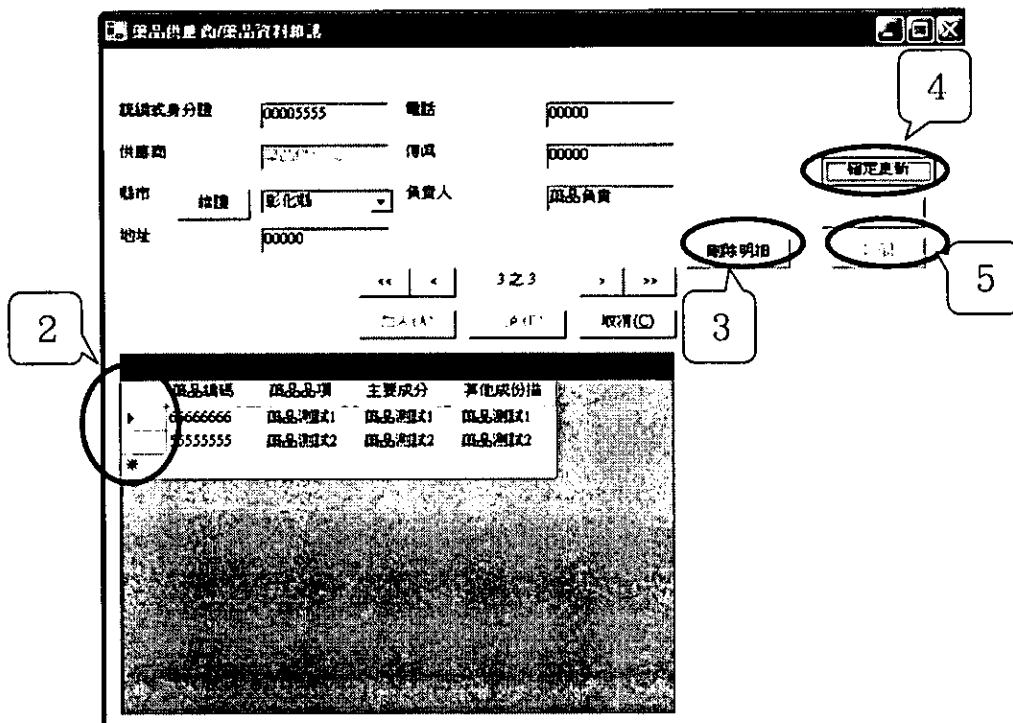 藥品供應商/藥品資料維護
4
統編或身分證 00005555 電話 00000
供應商 傳真 00000
確定更新
縣市 維護 彰化縣 負責人 藥品負責
地址 00000
刪除明細
5
<< < 3之3 > >>
2
3
加入(A) 取消(C)
藥品編碼 藥品品項 主要成分 其他成份描
66666666 藥品測試1 藥品測試1 藥品測試1
55555555 藥品測試2 藥品測試2 藥品測試2